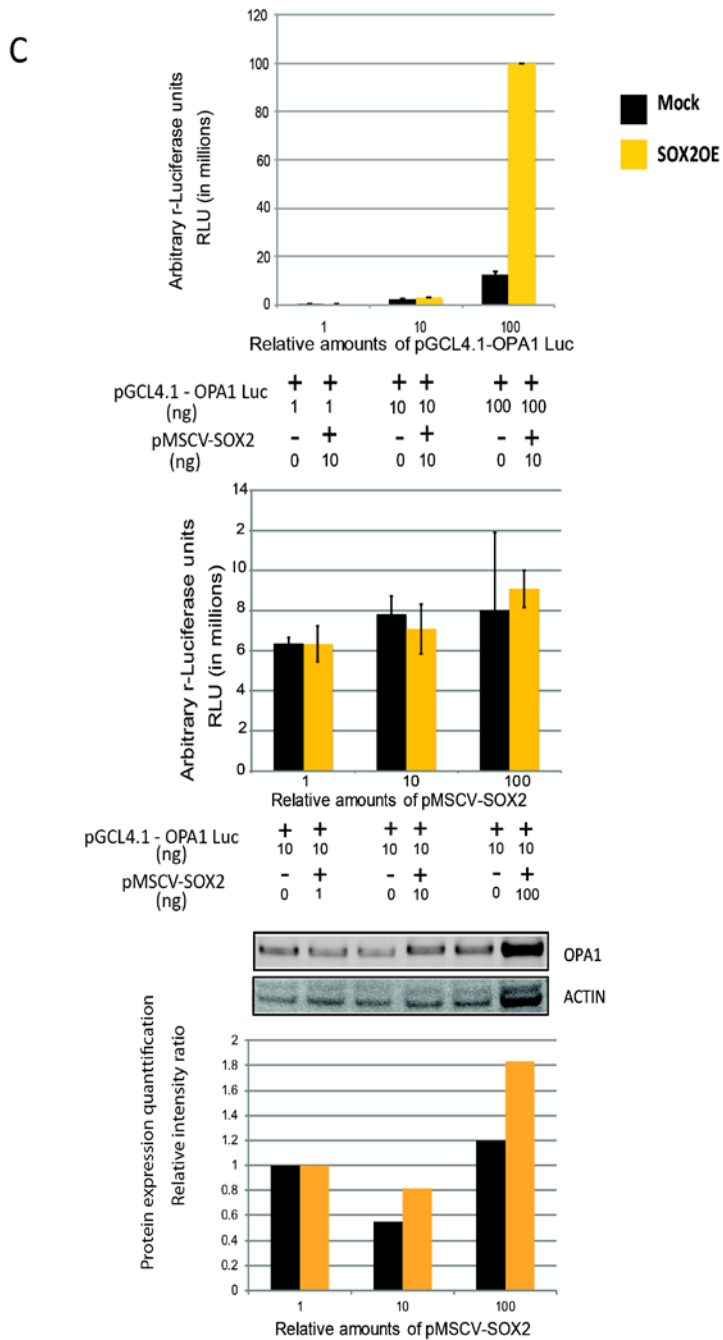 C
Arbitrary r-Luciferase units
RLU (in millions)
120
100
80
60
40
20
0
1 10 100
Relative amounts of pGCL4.1-OPA1 Luc
Mock
SOX2OE
pGCL4.1 - OPA1 Luc + + + + + +
(ng) 1 1 10 10 100 100
pMSCV-SOX2 - + - + - +
(ng) 0 10 0 10 0 10
Arbitrary r-Luciferase units
RLU (in millions)
14
2
10
8
6
4
2
0
1 10 100
Relative amounts of pMSCV-SOX2
pGCL4.1 - OPA1 Luc + + + + + +
(ng) 10 10 10 10 10 10
pMSCV-SOX2 - + - + - +
(ng) 0 1 0 10 0 100
OPA1
ACTIN
Protein expression quanttification
Relative intensity ratio
2
1.8
1.6
1.4
1.2
1
0.8
0.6
0.4
0.2
0
1 10 100
Relative amounts of pMSCV-SOX2